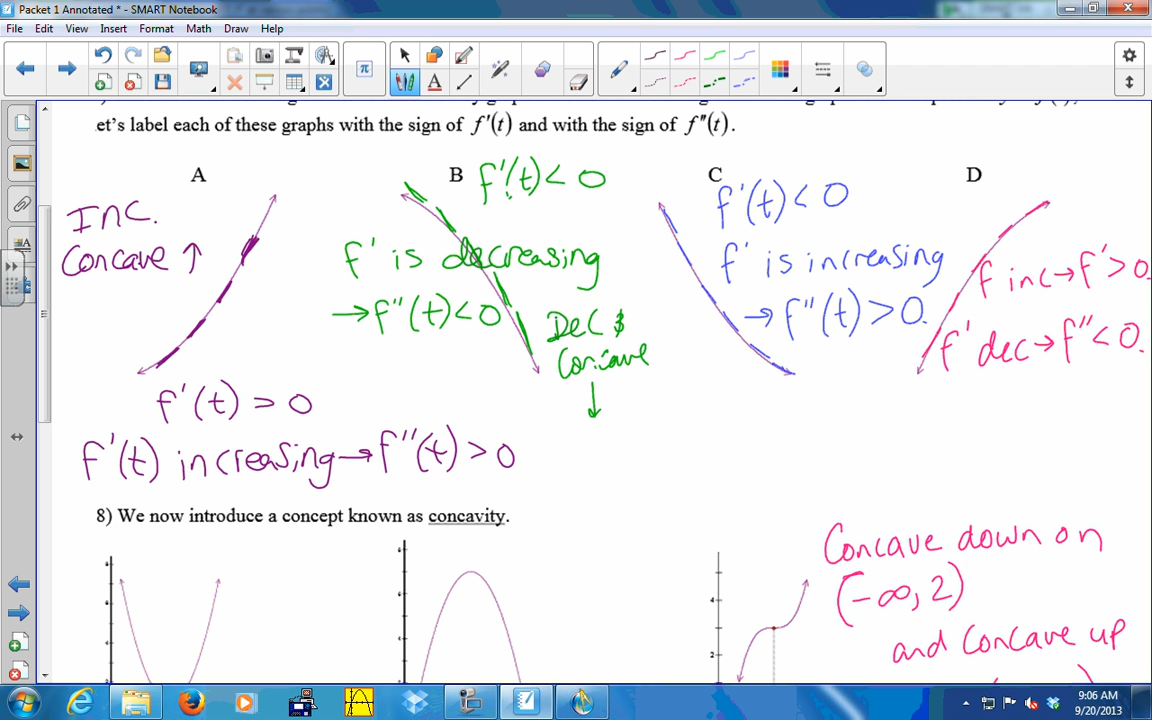 Packet 1 Annotated * - SMART Notebook
File Edit View Insert Format Math Draw Help
et's label each of these graphs with the sign of f'(t) and with the sign of f"(t).
A
Inc.
Concave ↑
f'(t) > 0
f'(t) increasing → f"(t) > 0
B
f'(t) < 0
f' is decreasing
→ f"(t) < 0
Dec &
Concave
↓
C
f'(t) < 0
f' is increasing
→ f"(t) > 0.
D
f inc → f' > 0.
f' dec → f" < 0.
8) We now introduce a concept known as concavity.
4
2
Concave down on
(-∞, 2)
and concave up
9:06 AM
9/20/2013